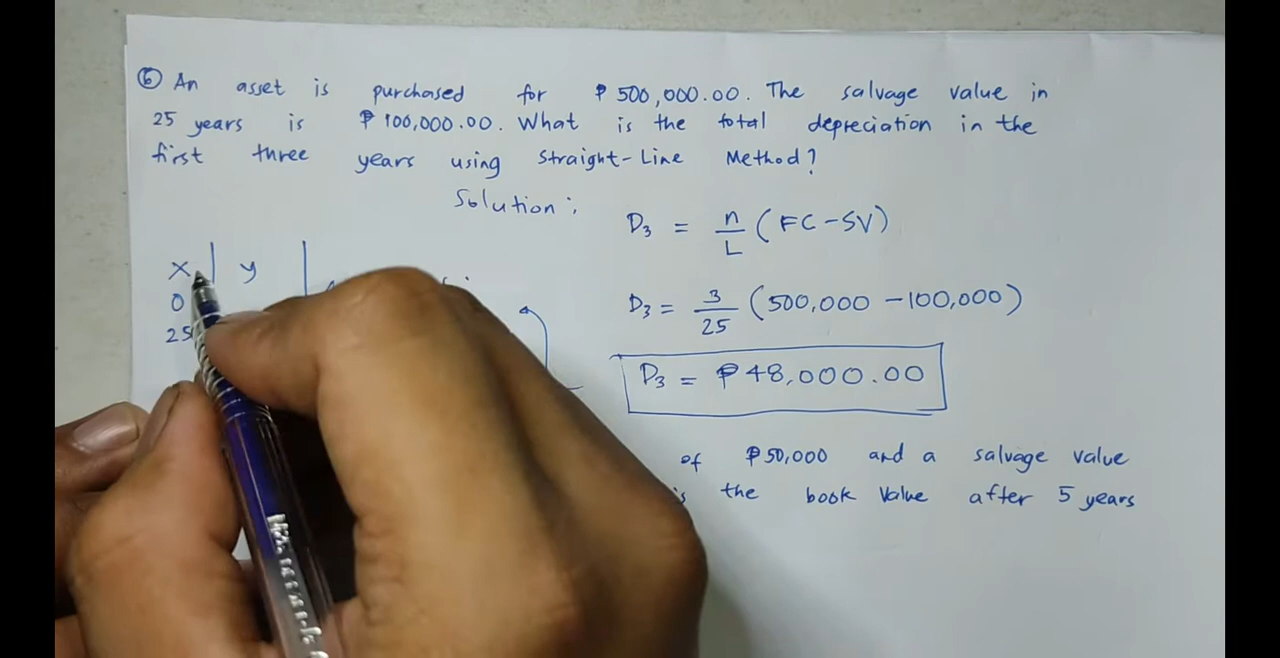 ⑥ An asset is purchased for ₱500,000.00. The salvage value in
25 years is ₱100,000.00. What is the total depreciation in the
first three years using Straight-Line Method?
Solution:
D₃ = n/L (FC-SV)
X | y |
0
25
D₃ = 3/25 (500,000 - 100,000)
D₃ = ₱48,000.00
of ₱50,000 and a salvage value
the book value after 5 years